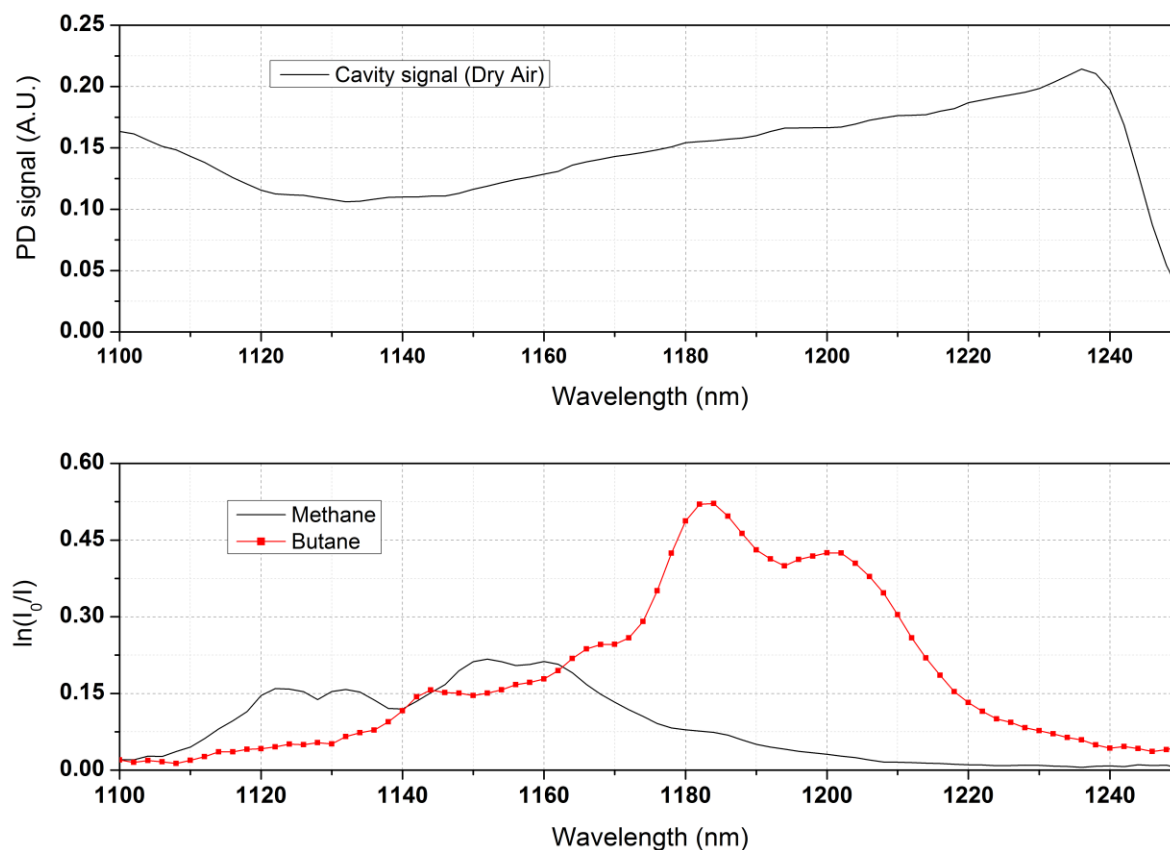 0.25
0.20
0.15
0.10
0.05
0.00
PD signal (A.U.)
Cavity signal (Dry Air)
1100 1120 1140 1160 1180 1200 1220 1240
Wavelength (nm)
0.60
0.45
0.30
0.15
0.00
ln(I₀/I)
Methane
Butane
1100 1120 1140 1160 1180 1200 1220 1240
Wavelength (nm)